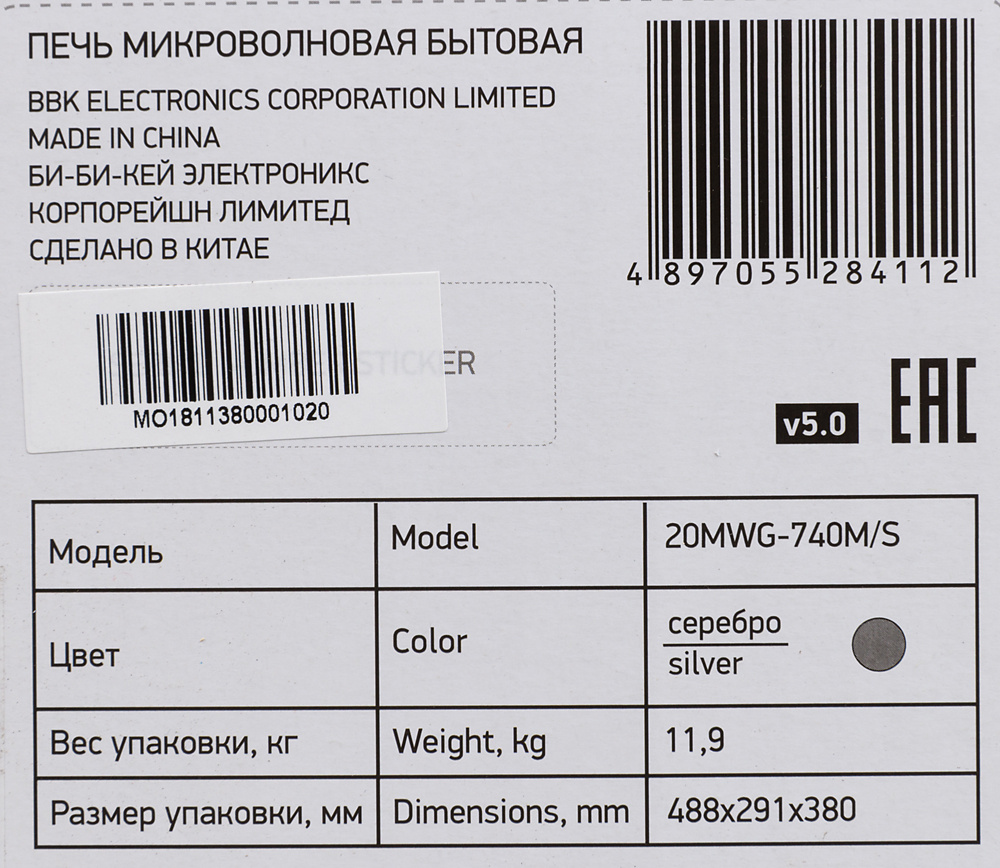 ПЕЧЬ МИКРОВОЛНОВАЯ БЫТОВАЯ
BBK ELECTRONICS CORPORATION LIMITED
MADE IN CHINA
БИ-БИ-КЕЙ ЭЛЕКТРОНИКС
КОРПОРЕЙШН ЛИМИТЕД
СДЕЛАНО В КИТАЕ
4 897055 284112
STICKER
MO1811380001020
v5.0
EAC
Модель Model 20MWG-740M/S
Цвет Color серебро
silver
Вес упаковки, кг Weight, kg 11,9
Размер упаковки, мм Dimensions, mm 488x291x380